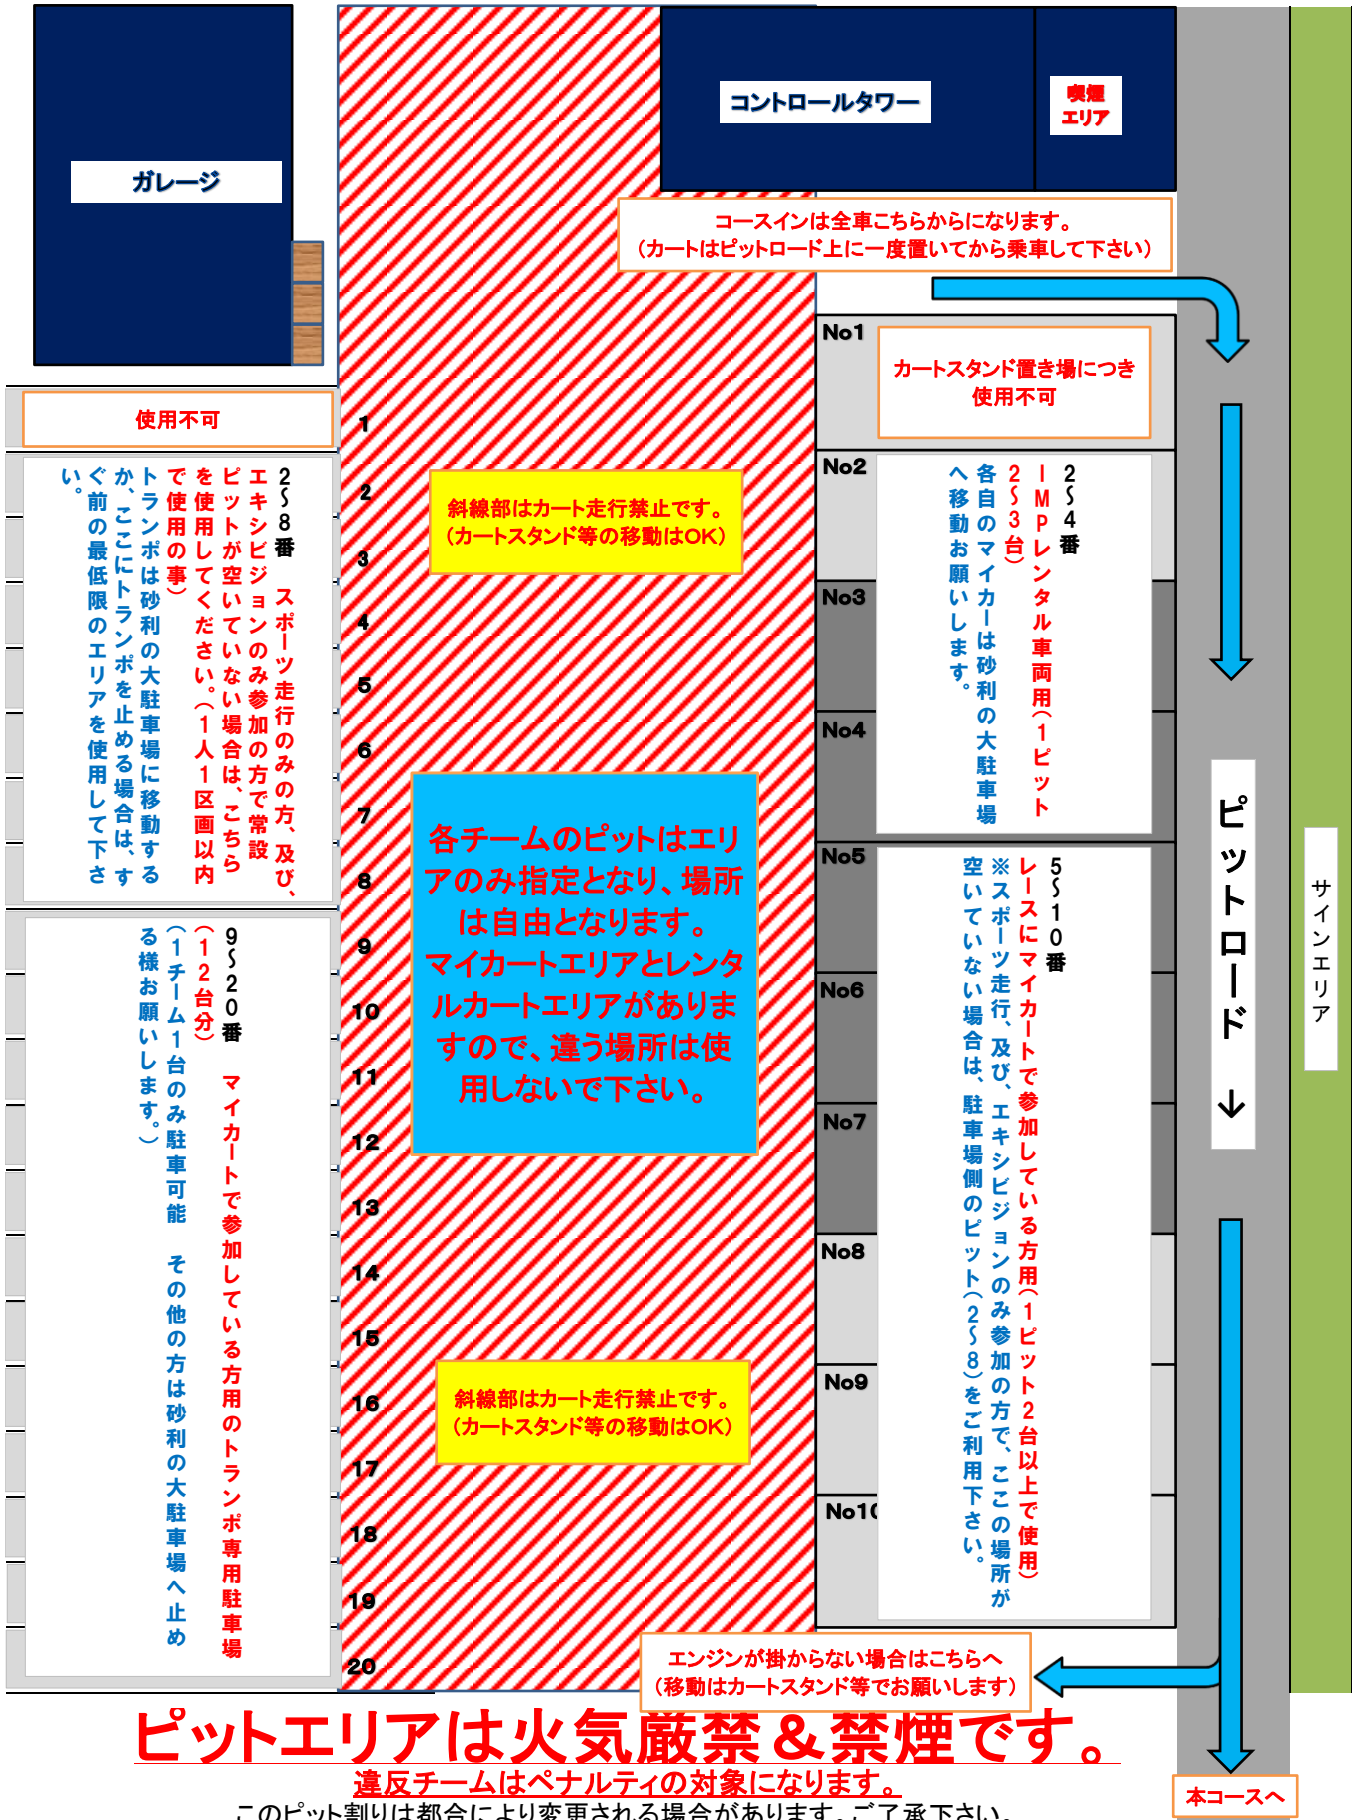 コントロールタワー
喫煙
エリア
ガレージ
コースインは全車こちらからになります。
（カートはピットロード上に一度置いてから乗車して下さい）
No1
カートスタンド置き場につき
使用不可
使用不可
1
2
3
4
5
6
7
8
9
10
11
12
13
14
15
16
17
18
19
20
斜線部はカート走行禁止です。
（カートスタンド等の移動はOK）
2～8番　スポーツ走行のみの方、及び、
エキシビジョンのみ参加の方で常設
ピットが空いていない場合は、こちら
を使用してください。（1人1区画以内
で使用の事）
トランポは砂利の大駐車場に移動する
か、ここにトランポを止める場合は、す
ぐ前の最低限のエリアを使用して下さ
い。
No2
No3
No4
2～4番
IMPレンタル車両用（1ピット
2～3台）
各自のマイカーは砂利の大駐車場
へ移動お願いします。
各チームのピットはエリ
アのみ指定となり、場所
は自由となります。
マイカートエリアとレンタ
ルカートエリアがありま
すので、違う場所は使
用しないで下さい。
ピットロード　↓
サインエリア
No5
No6
No7
No8
No9
No10
5～10番
レースにマイカートで参加している方用（1ピット2台以上で使用）
※スポーツ走行、及び、エキシビジョンのみ参加の方で、ここの場所が
空いていない場合は、駐車場側のピット（2～8）をご利用下さい。
9～20番　マイカートで参加している方用のトランポ専用駐車場
（12台分）
（1チーム1台のみ駐車可能　その他の方は砂利の大駐車場へ止め
る様お願いします。）
斜線部はカート走行禁止です。
（カートスタンド等の移動はOK）
エンジンが掛からない場合はこちらへ
（移動はカートスタンド等でお願いします）
ピットエリアは火気厳禁＆禁煙です。
違反チームはペナルティの対象になります。
本コースへ
このピット割りは都合により変更される場合があります。ご了承下さい。